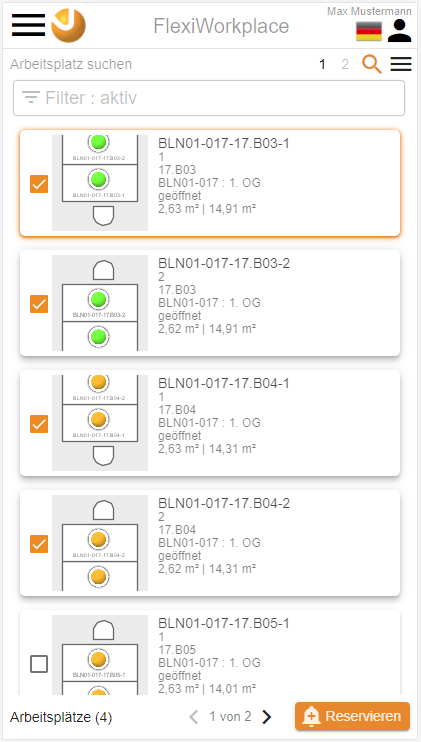 Max Mustermann
FlexiWorkplace
Arbeitsplatz suchen 1 2
Filter : aktiv
BLN01-017-17.B03-2
BLN01-017-17.B03-1
BLN01-017-17.B03-1
1
17.B03
BLN01-017 : 1. OG
geöffnet
2,63 m² | 14,91 m²
BLN01-017-17.B03-2
BLN01-017-17.B03-2
2
17.B03
BLN01-017 : 1. OG
geöffnet
2,62 m² | 14,91 m²
BLN01-017-17.B04-2
BLN01-017-17.B04-1
BLN01-017-17.B04-1
1
17.B04
BLN01-017 : 1. OG
geöffnet
2,63 m² | 14,31 m²
BLN01-017-17.B04-2
BLN01-017-17.B04-2
2
17.B04
BLN01-017 : 1. OG
geöffnet
2,62 m² | 14,31 m²
BLN01-017-17.B05-1
BLN01-017-17.B05-1
1
17.B05
BLN01-017 : 1. OG
geöffnet
2,63 m² | 14,01 m²
Arbeitsplätze (4) 1 von 2 Reservieren